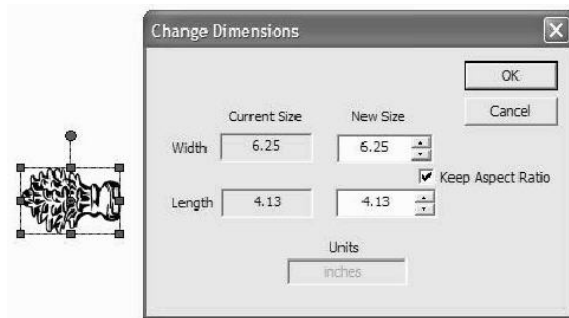 Change Dimensions
OK
Cancel
Current Size New Size
Width 6.25 6.25
Keep Aspect Ratio
Length 4.13 4.13
Units
inches